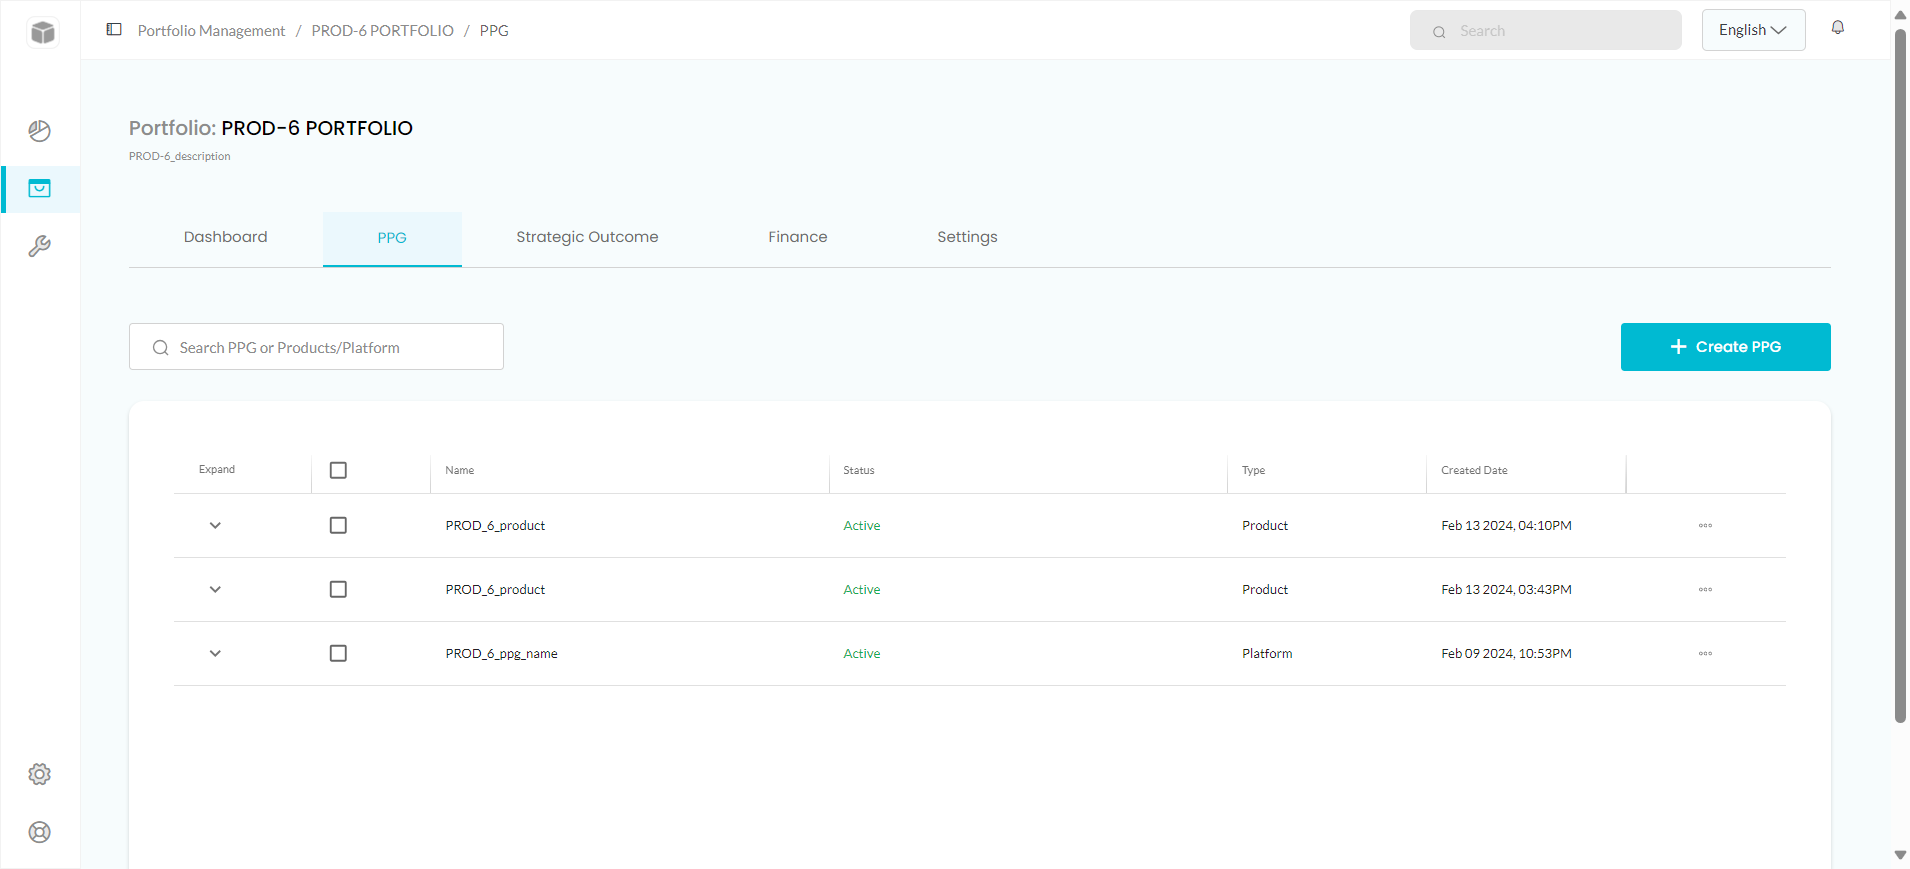 Portfolio Management / PROD-6 PORTFOLIO / PPG
Search
English
Portfolio: PROD-6 PORTFOLIO
PROD-6_description
Dashboard PPG Strategic Outcome Finance Settings
Search PPG or Products/Platform
+ Create PPG
Expand Name Status Type Created Date
PROD_6_product Active Product Feb 13 2024, 04:10PM
PROD_6_product Active Product Feb 13 2024, 03:43PM
PROD_6_ppg_name Active Platform Feb 09 2024, 10:53PM